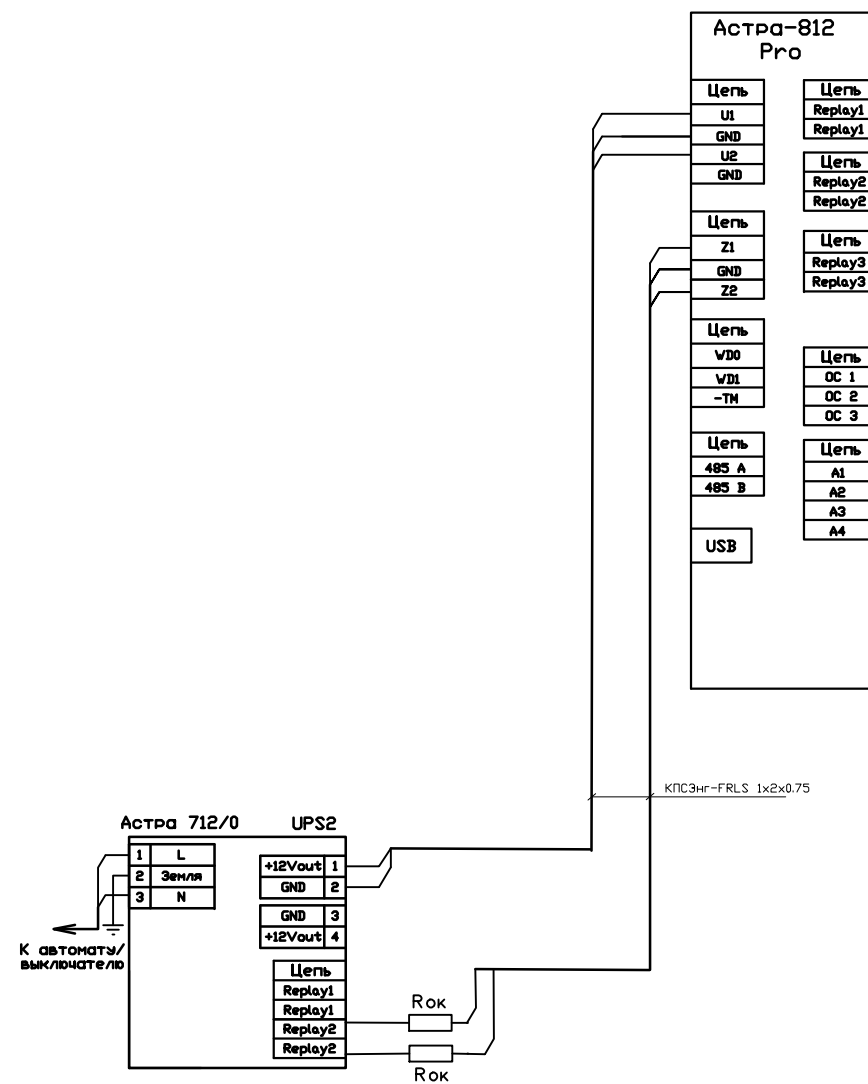 Астра-812
Pro
Цепь
U1
GND
U2
GND
Цепь
Z1
GND
Z2
Цепь
WD0
WD1
-TM
Цепь
485 A
485 B
USB
Цепь
Replay1
Replay1
Цепь
Replay2
Replay2
Цепь
Replay3
Replay3
Цепь
OC 1
OC 2
OC 3
Цепь
A1
A2
A3
A4
КПСЭнг-FRLS 1x2x0.75
Астра 712/0
UPS2
1 L
2 Земля
3 N
+12Vout 1
GND 2
GND 3
+12Vout 4
Цепь
Replay1
Replay1
Replay2
Replay2
К автомату/
выключателю
Rок
Rок